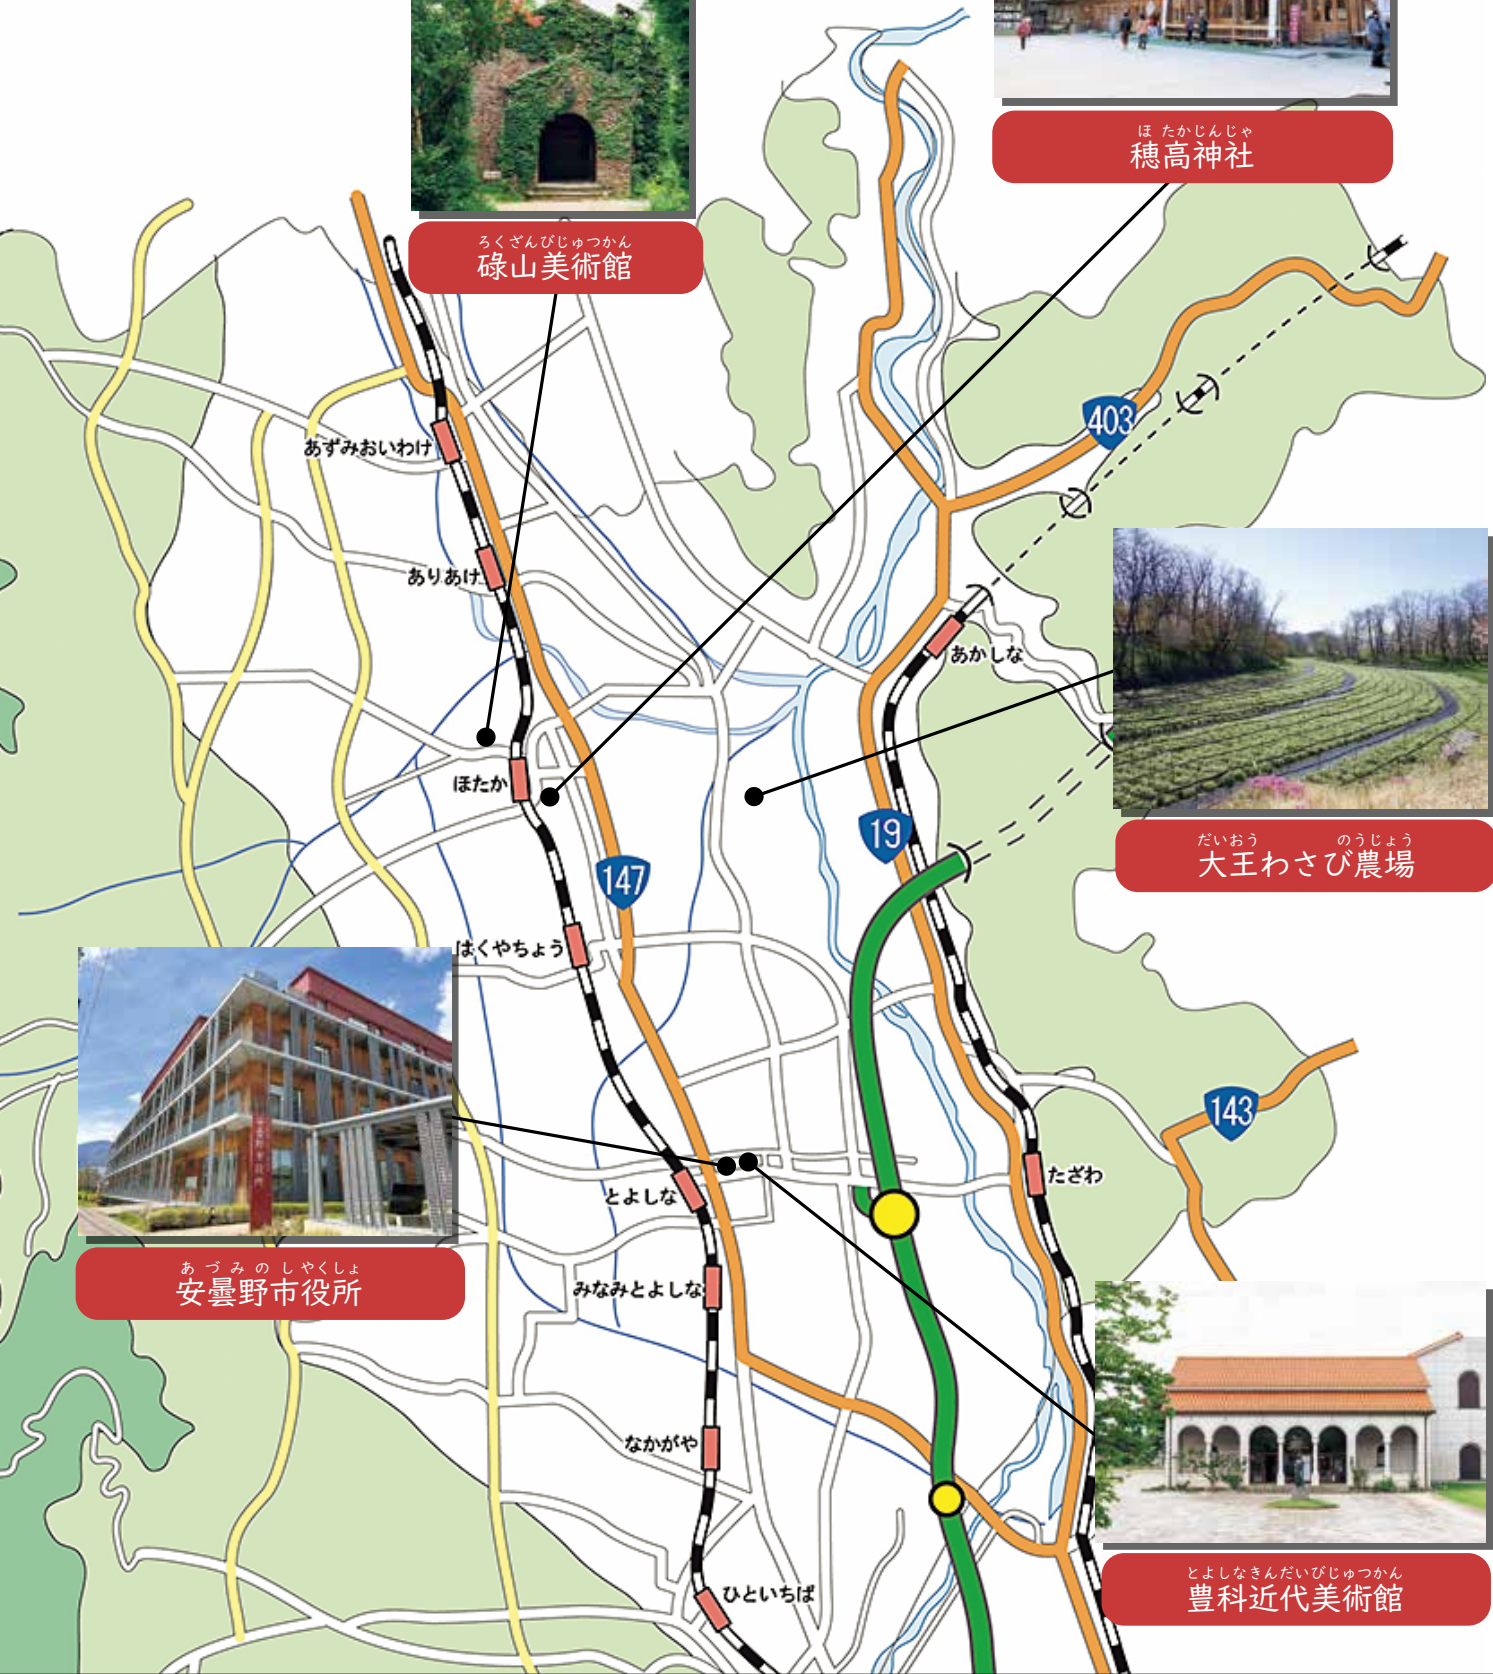 ほ たかじんじゃ
穂高神社
ろくざんびじゅつかん
碌山美術館
403
あずみおいわけ
ありあけ
あかしな
ほたか
19
147
だいおう のうじょう
大王わさび農場
はくやちょう
143
たざわ
とよしな
あ づ み の し やくしょ
安曇野市役所
みなみとよしな
なかがや
ひといちば
とよしなきんだいびじゅつかん
豊科近代美術館